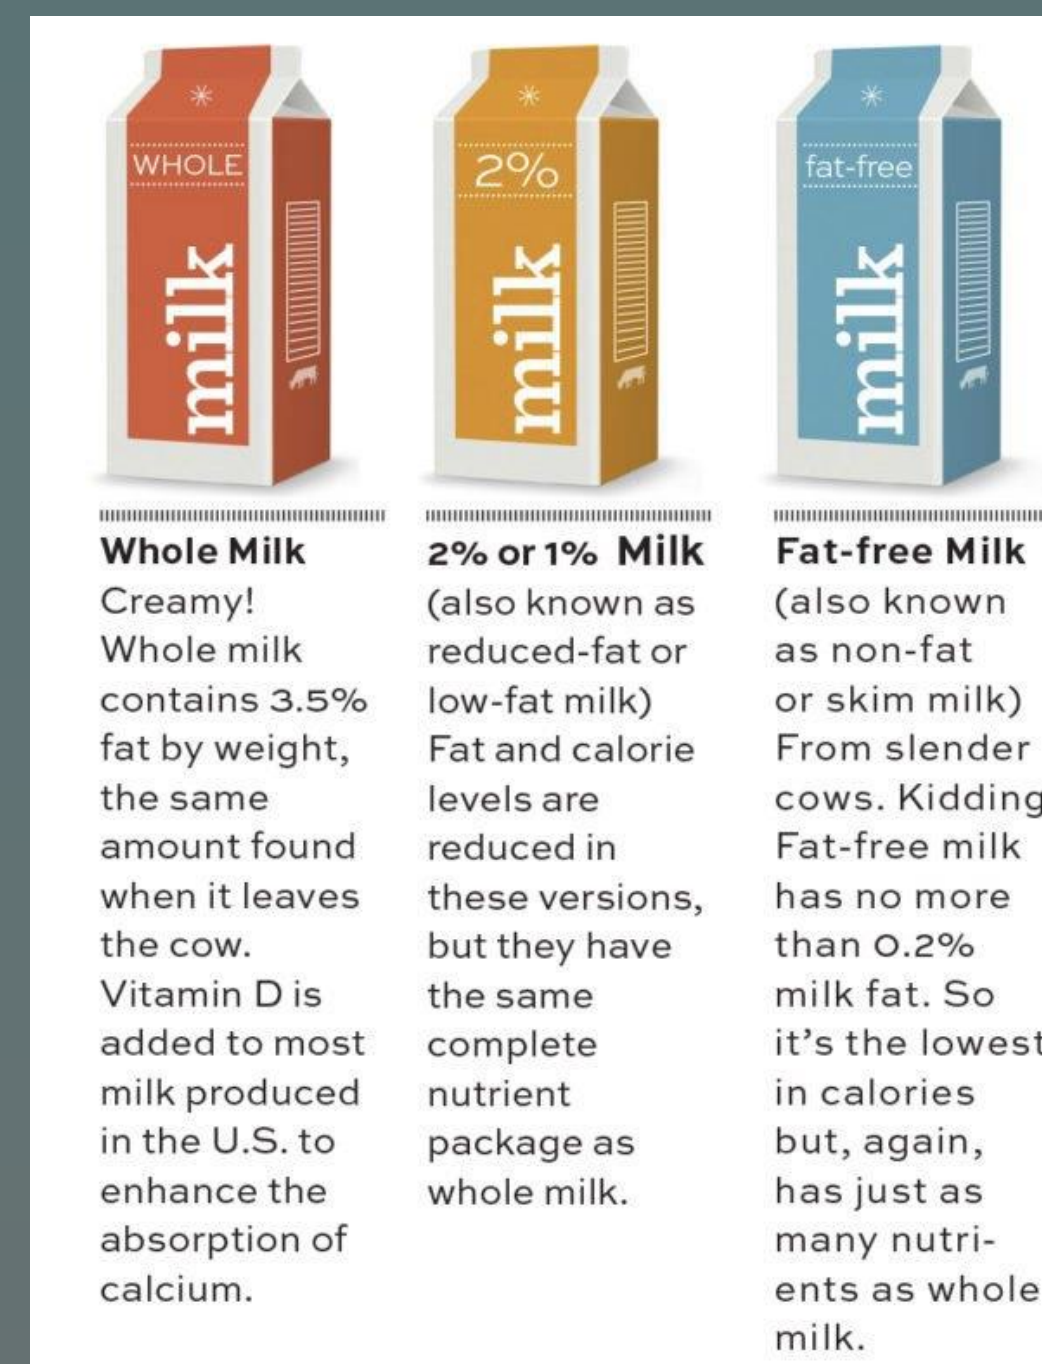 WHOLE
milk
2%
milk
fat-free
milk
Whole Milk
Creamy!
Whole milk
contains 3.5%
fat by weight,
the same
amount found
when it leaves
the cow.
Vitamin D is
added to most
milk produced
in the U.S. to
enhance the
absorption of
calcium.
2% or 1% Milk
(also known as
reduced-fat or
low-fat milk)
Fat and calorie
levels are
reduced in
these versions,
but they have
the same
complete
nutrient
package as
whole milk.
Fat-free Milk
(also known
as non-fat
or skim milk)
From slender
cows. Kidding
Fat-free milk
has no more
than 0.2%
milk fat. So
it's the lowest
in calories
but, again,
has just as
many nutri-
ents as whole
milk.